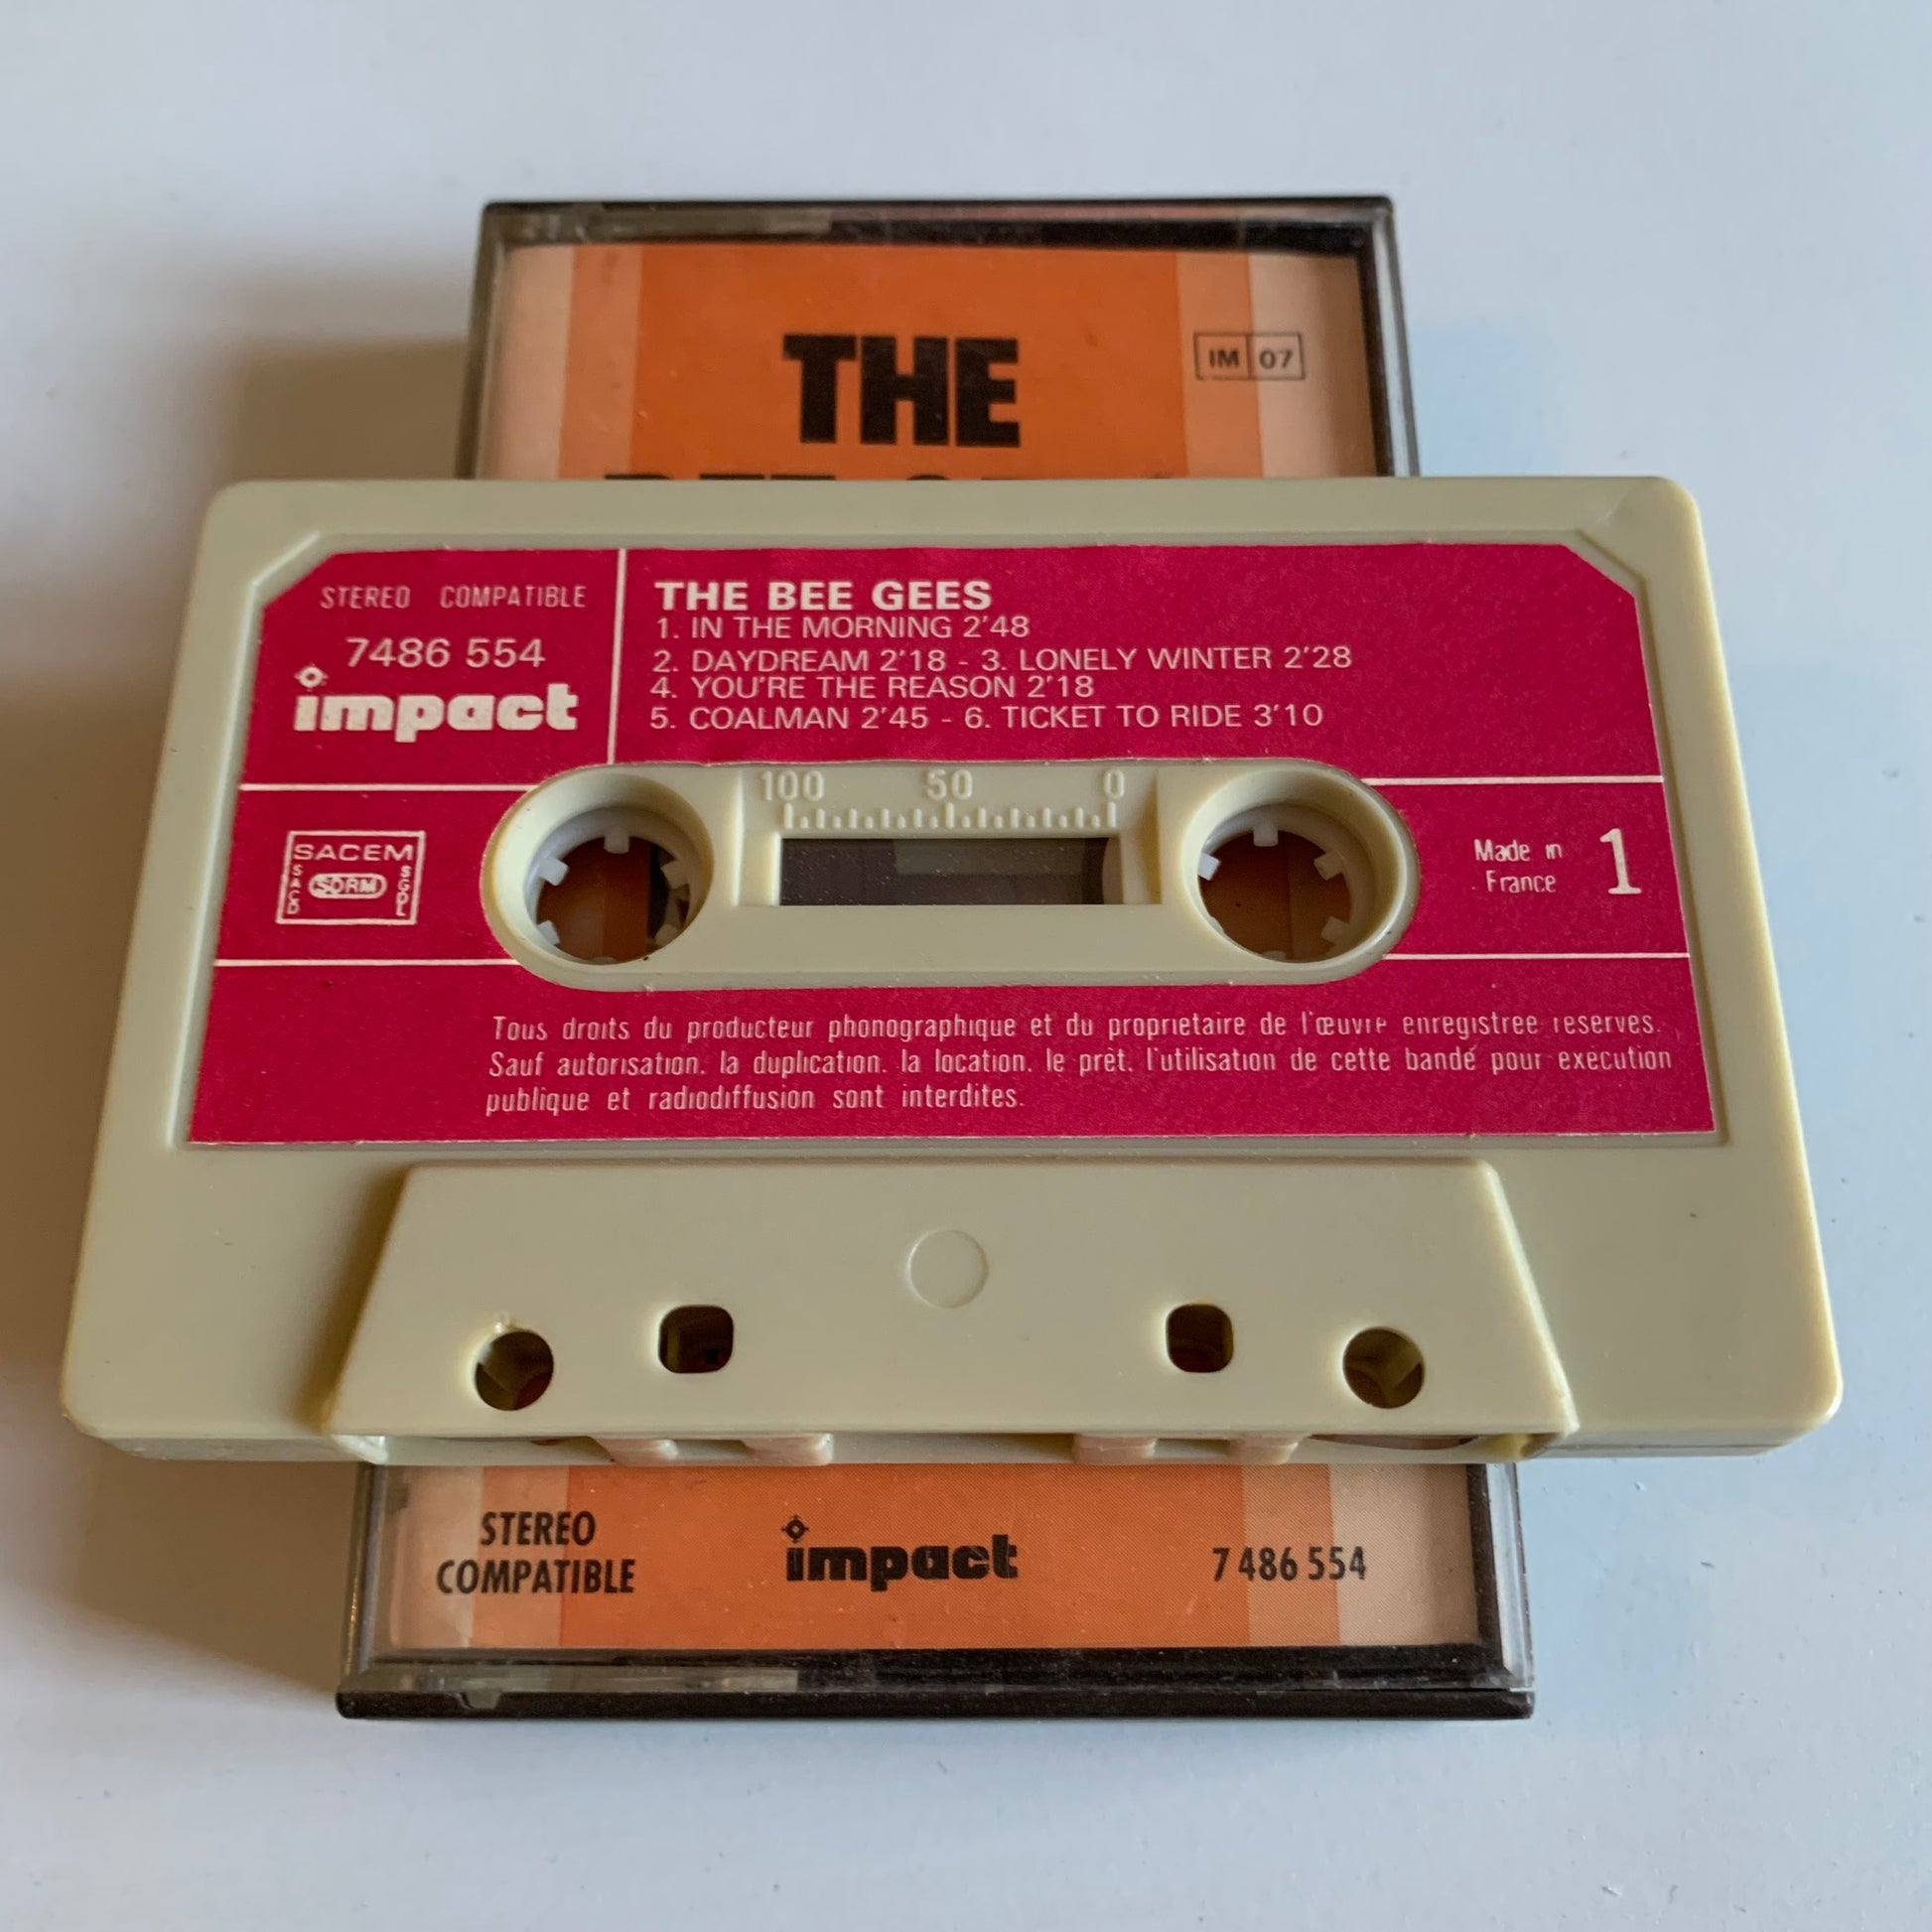 THE
IM 07
STEREO COMPATIBLE
7486 554
impact
THE BEE GEES
1. IN THE MORNING 2'48
2. DAYDREAM 2'18 - 3. LONELY WINTER 2'28
4. YOU'RE THE REASON 2'18
5. COALMAN 2'45 - 6. TICKET TO RIDE 3'10
100 50 0
SACEM
SACD
SDRM
SGDL
Made in
France
1
Tous droits du producteur phonographique et du proprietaire de l'œuvre enregistree reserves.
Sauf autorisation. la duplication. la location. le prêt. l'utilisation de cette bande pour exécution
publique et radiodiffusion sont interdites.
STEREO
COMPATIBLE
impact
7 486 554